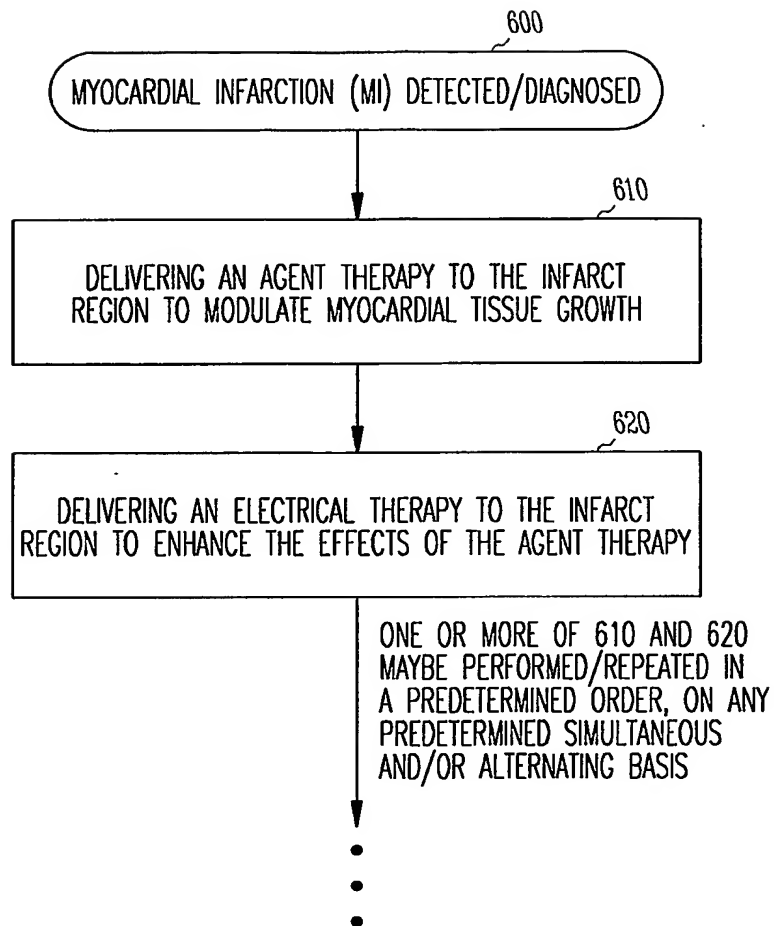 600
MYOCARDIAL INFARCTION (MI) DETECTED/DIAGNOSED
610
DELIVERING AN AGENT THERAPY TO THE INFARCT
REGION TO MODULATE MYOCARDIAL TISSUE GROWTH
620
DELIVERING AN ELECTRICAL THERAPY TO THE INFARCT
REGION TO ENHANCE THE EFFECTS OF THE AGENT THERAPY
ONE OR MORE OF 610 AND 620
MAYBE PERFORMED/REPEATED IN
A PREDETERMINED ORDER, ON ANY
PREDETERMINED SIMULTANEOUS
AND/OR ALTERNATING BASIS